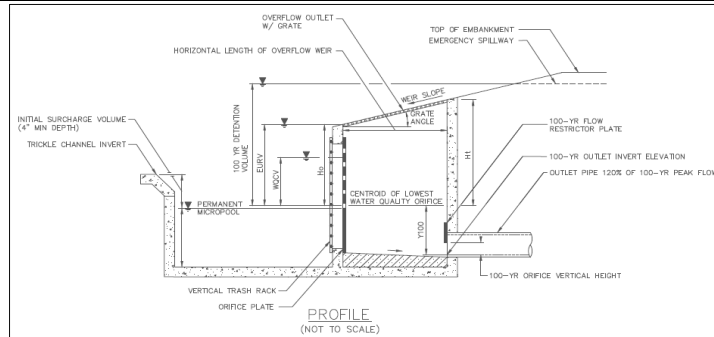 OVERFLOW OUTLET
W/ GRATE
TOP OF EMBANKMENT
EMERGENCY SPILLWAY
HORIZONTAL LENGTH OF OVERFLOW WEIR
WEIR SLOPE
GRATE
ANGLE
INITIAL SURCHARGE VOLUME
(4" MIN DEPTH)
TRICKLE CHANNEL INVERT
100 YR DETENTION
VOLUME
EURV
WQCV
Ho
Ht
100-YR FLOW
RESTRICTOR PLATE
100-YR OUTLET INVERT ELEVATION
OUTLET PIPE 120% OF 100-YR PEAK FLOW
CENTROID OF LOWEST
WATER QUALITY ORIFICE
PERMANENT
MICROPOOL
Y100
100-YR ORIFICE VERTICAL HEIGHT
VERTICAL TRASH RACK
ORIFICE PLATE
PROFILE
(NOT TO SCALE)